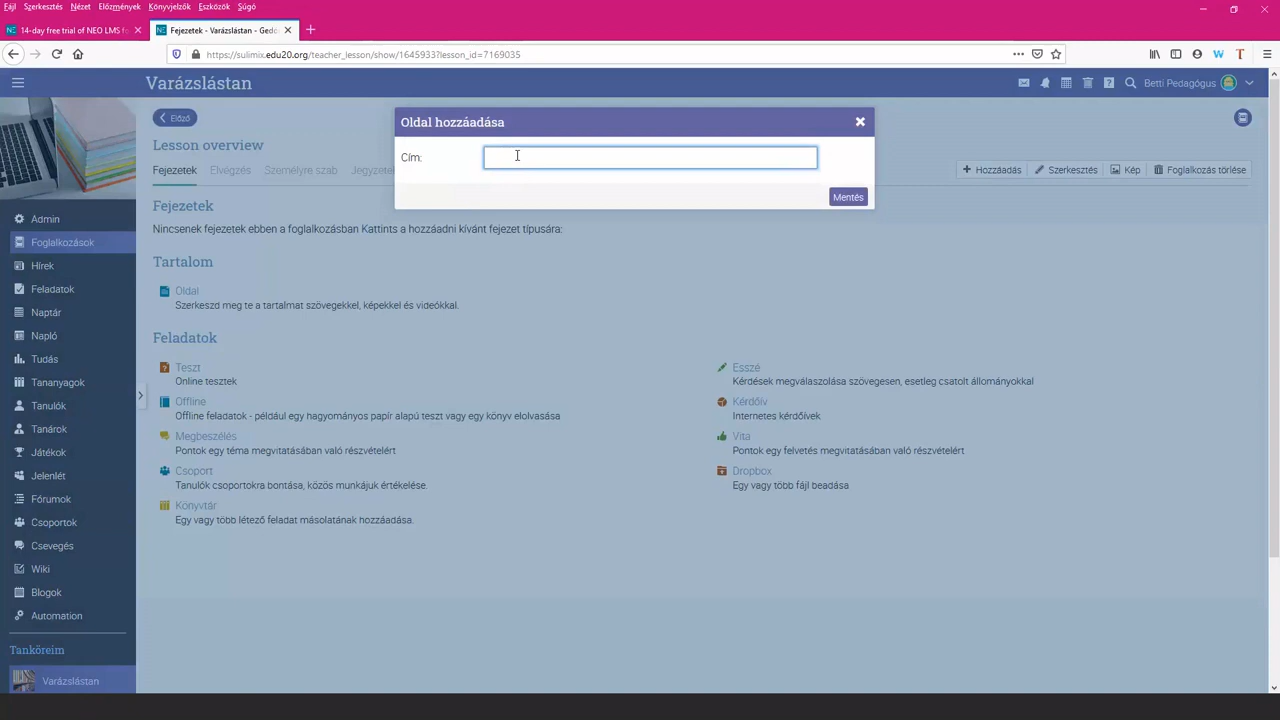 Fájl Szerkesztés Nézet Előzmények Könyvjelzők Eszközök Súgó
14-day free trial of NEO LMS fo
Fejezetek - Varázslástan - Gedd
https://sulimix.edu20.org/teacher_lesson/show/1645933?lesson_id=7169035
Varázslástan
Betti Pedagógus
Előző
Oldal hozzáadása
Cím:
Mentés
Lesson overview
Fejezetek Elvégzés Személyre szab Jegyzetek
Hozzáadás Szerkesztés Kép Foglalkozás törlése
Fejezetek
Nincsenek fejezetek ebben a foglalkozásban Kattints a hozzáadni kívánt fejezet típusára:
Tartalom
Oldal
Szerkeszd meg te a tartalmat szövegekkel, képekkel és videókkal.
Feladatok
Teszt
Online tesztek
Offline
Offline feladatok - például egy hagyományos papír alapú teszt vagy egy könyv elolvasása
Megbeszélés
Pontok egy téma megvitatásában való részvételért
Csoport
Tanulók csoportokra bontása, közös munkájuk értékelése.
Könyvtár
Egy vagy több létező feladat másolatának hozzáadása.
Esszé
Kérdések megválaszolása szövegesen, esetleg csatolt állományokkal
Kérdőív
Internetes kérdőívek
Vita
Pontok egy felvetés megvitatásában való részvételért
Dropbox
Egy vagy több fájl beadása
Admin
Foglalkozások
Hírek
Feladatok
Naptár
Napló
Tudás
Tananyagok
Tanulók
Tanárok
Játékok
Jelenlét
Fórumok
Csoportok
Csevegés
Wiki
Blogok
Automation
Tanköreim
Varázslástan